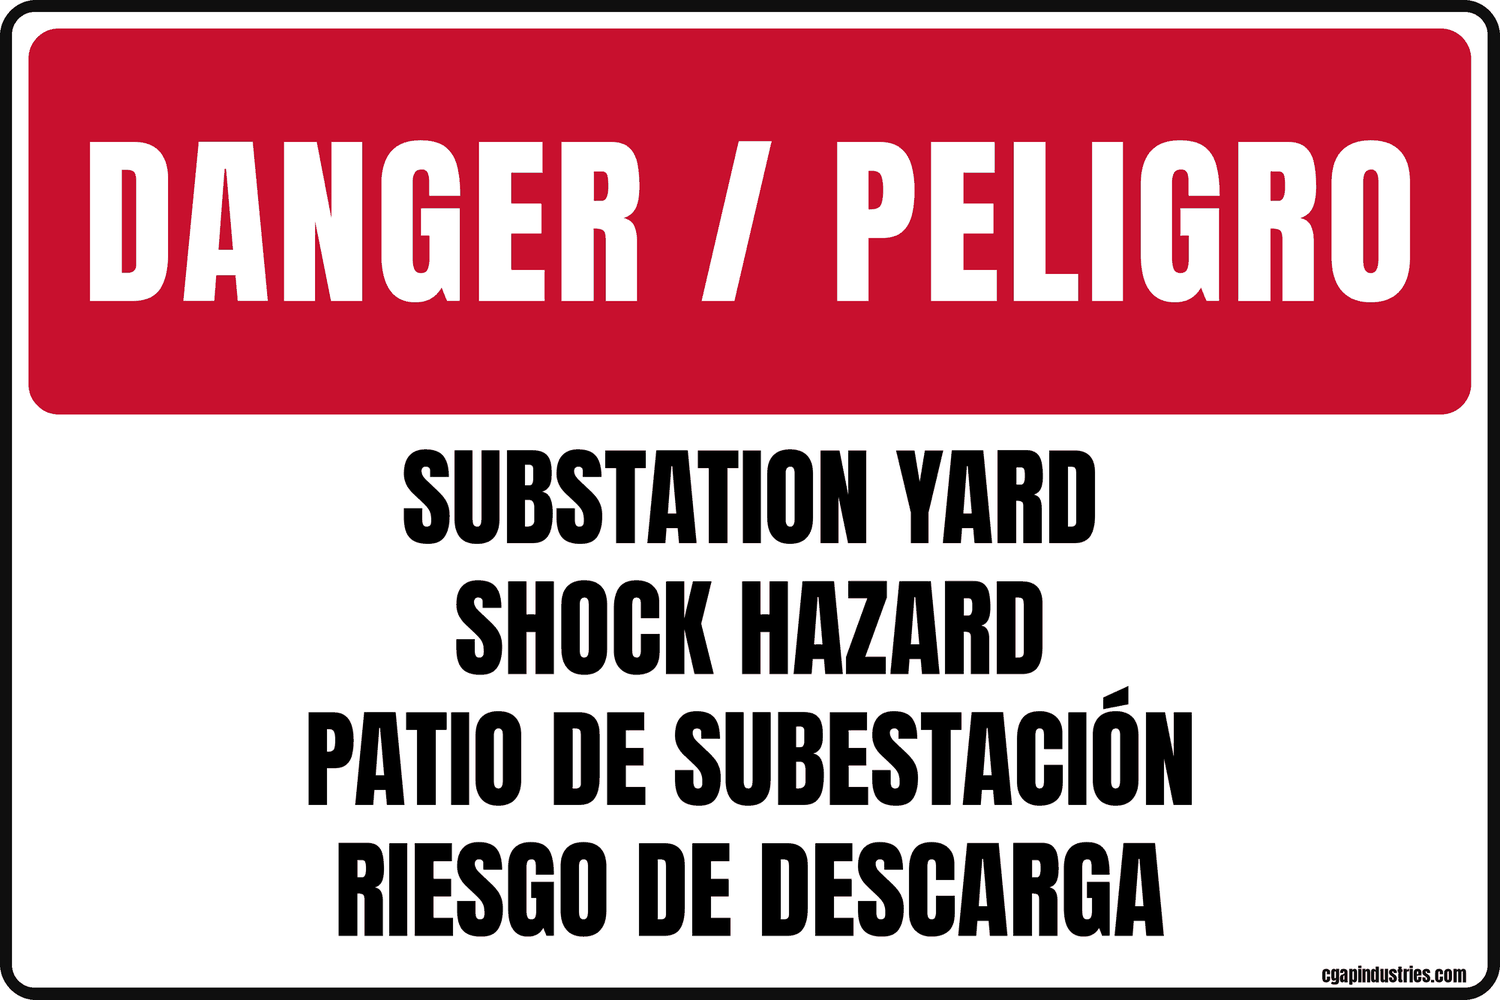 DANGER / PELIGRO
SUBSTATION YARD
SHOCK HAZARD
PATIO DE SUBESTACIÓN
RIESGO DE DESCARGA
cgapindustries.com